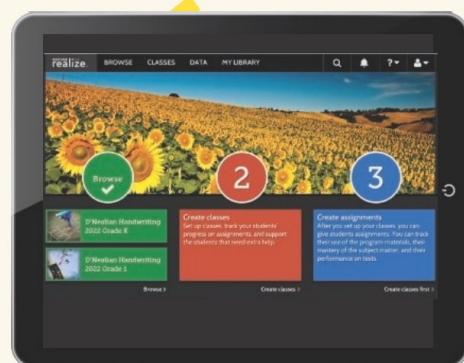 realize.
BROWSE CLASSES DATA MY LIBRARY ?
Browse
2
3
D'Nealian Handwriting
2022 Grade K
D'Nealian Handwriting
2022 Grade 1
Browse >
Create classes
Set up classes, track your students'
progress on assignments, and support
the students that need extra help.
Create classes >
Create assignments
After you set up your classes, you can
give students assignments. You can track
their use of the program materials, their
mastery of the subject matter, and their
performance on tests.
Create classes first >